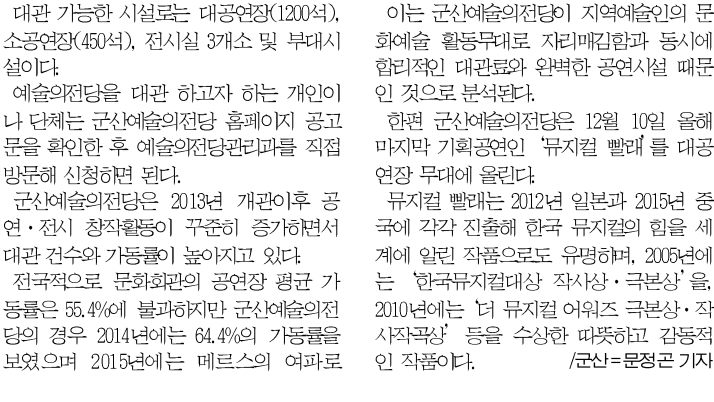 대관 가능한 시설로는 대공연장(1200석),
소공연장(450석), 전시실 3개소 및 부대시
설이다.
예술의전당을 대관 하고자 하는 개인이
나 단체는 군산예술의전당 홈페이지 공고
문을 확인한 후 예술의전당관리과를 직접
방문해 신청하면 된다.
군산예술의전당은 2013년 개관이후 공
연·전시 창작활동이 꾸준히 증가하면서
대관 건수와 가동률이 높아지고 있다.
전국적으로 문화회관의 공연장 평균 가
동률은 55.4%에 불과하지만 군산예술의전
당의 경우 2014년에는 64.4%의 가동률을
보였으며 2015년에는 메르스의 여파로
이는 군산예술의전당이 지역예술인의 문
화예술 활동무대로 자리매김함과 동시에
합리적인 대관료와 완벽한 공연시설 때문
인 것으로 분석된다.
한편 군산예술의전당은 12월 10일 올해
마지막 기획공연인 '뮤지컬 빨래'를 대공
연장 무대에 올린다.
뮤지컬 빨래는 2012년 일본과 2015년 중
국에 각각 진출해 한국 뮤지컬의 힘을 세
계에 알린 작품으로도 유명하며, 2005년에
는 '한국뮤지컬대상 작사상·극본상'을,
2010년에는 '더 뮤지컬 어워즈 극본상·작
사작곡상' 등을 수상한 따뜻하고 감동적
인 작품이다. /군산=문정곤 기자